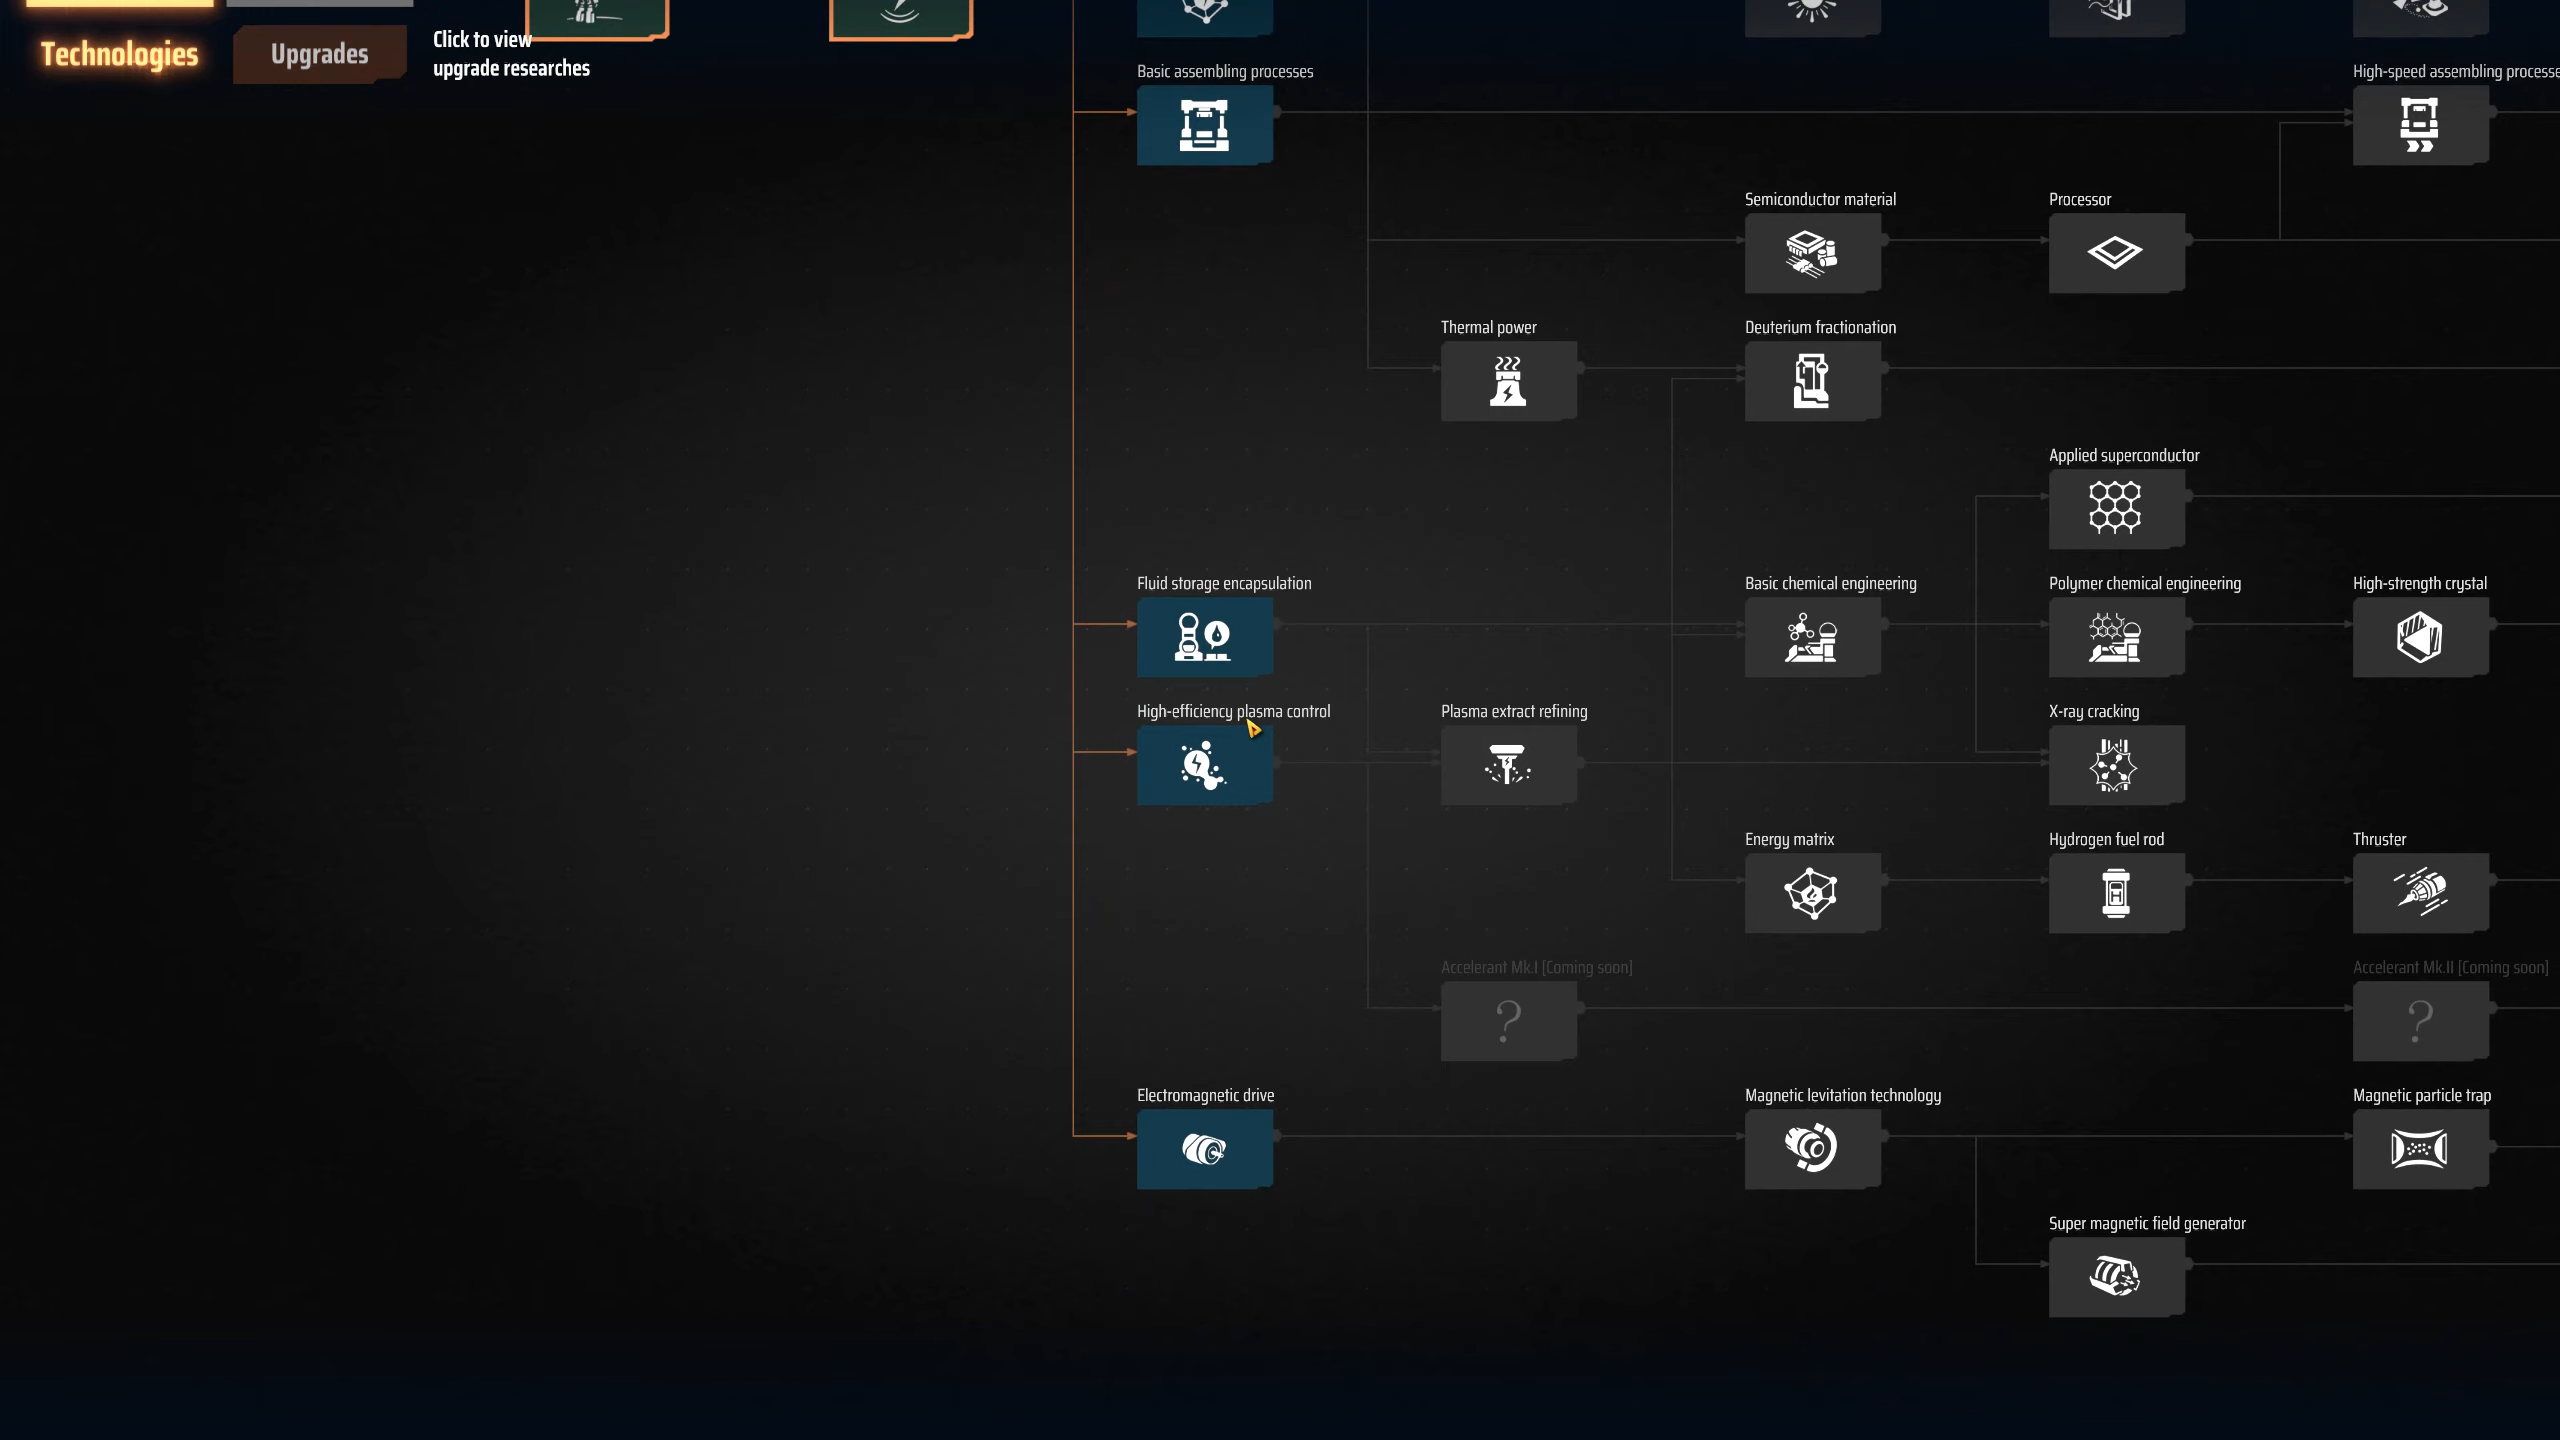 Technologies
Upgrades
Click to view
upgrade researches
Basic assembling processes
High-speed assembling processe
Semiconductor material
Processor
Thermal power
Deuterium fractionation
Applied superconductor
Fluid storage encapsulation
Basic chemical engineering
Polymer chemical engineering
High-strength crystal
High-efficiency plasma control
Plasma extract refining
X-ray cracking
Energy matrix
Hydrogen fuel rod
Thruster
Accelerant Mk.I [Coming soon]
Accelerant Mk.II [Coming soon]
?
?
Electromagnetic drive
Magnetic levitation technology
Magnetic particle trap
Super magnetic field generator